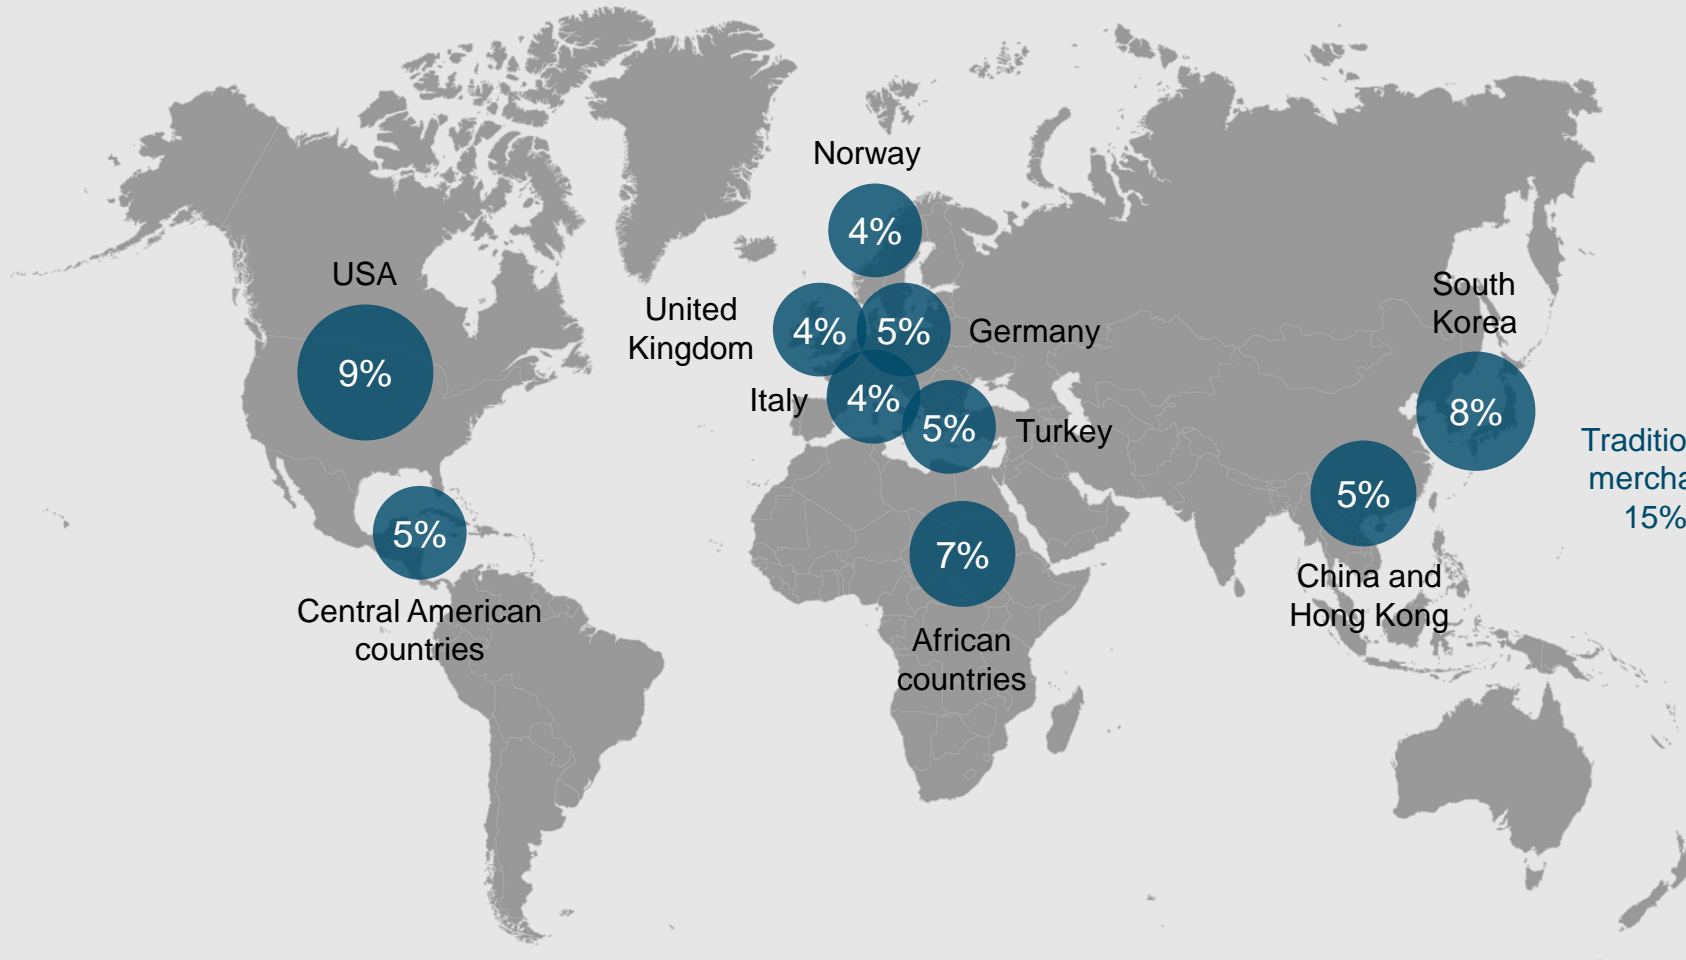 Norway
4%
USA
9%
United
Kingdom
4%
5%
Germany
Italy
4%
5%
Turkey
South
Korea
8%
5%
China and
Hong Kong
5%
Central American
countries
7%
African
countries
15%